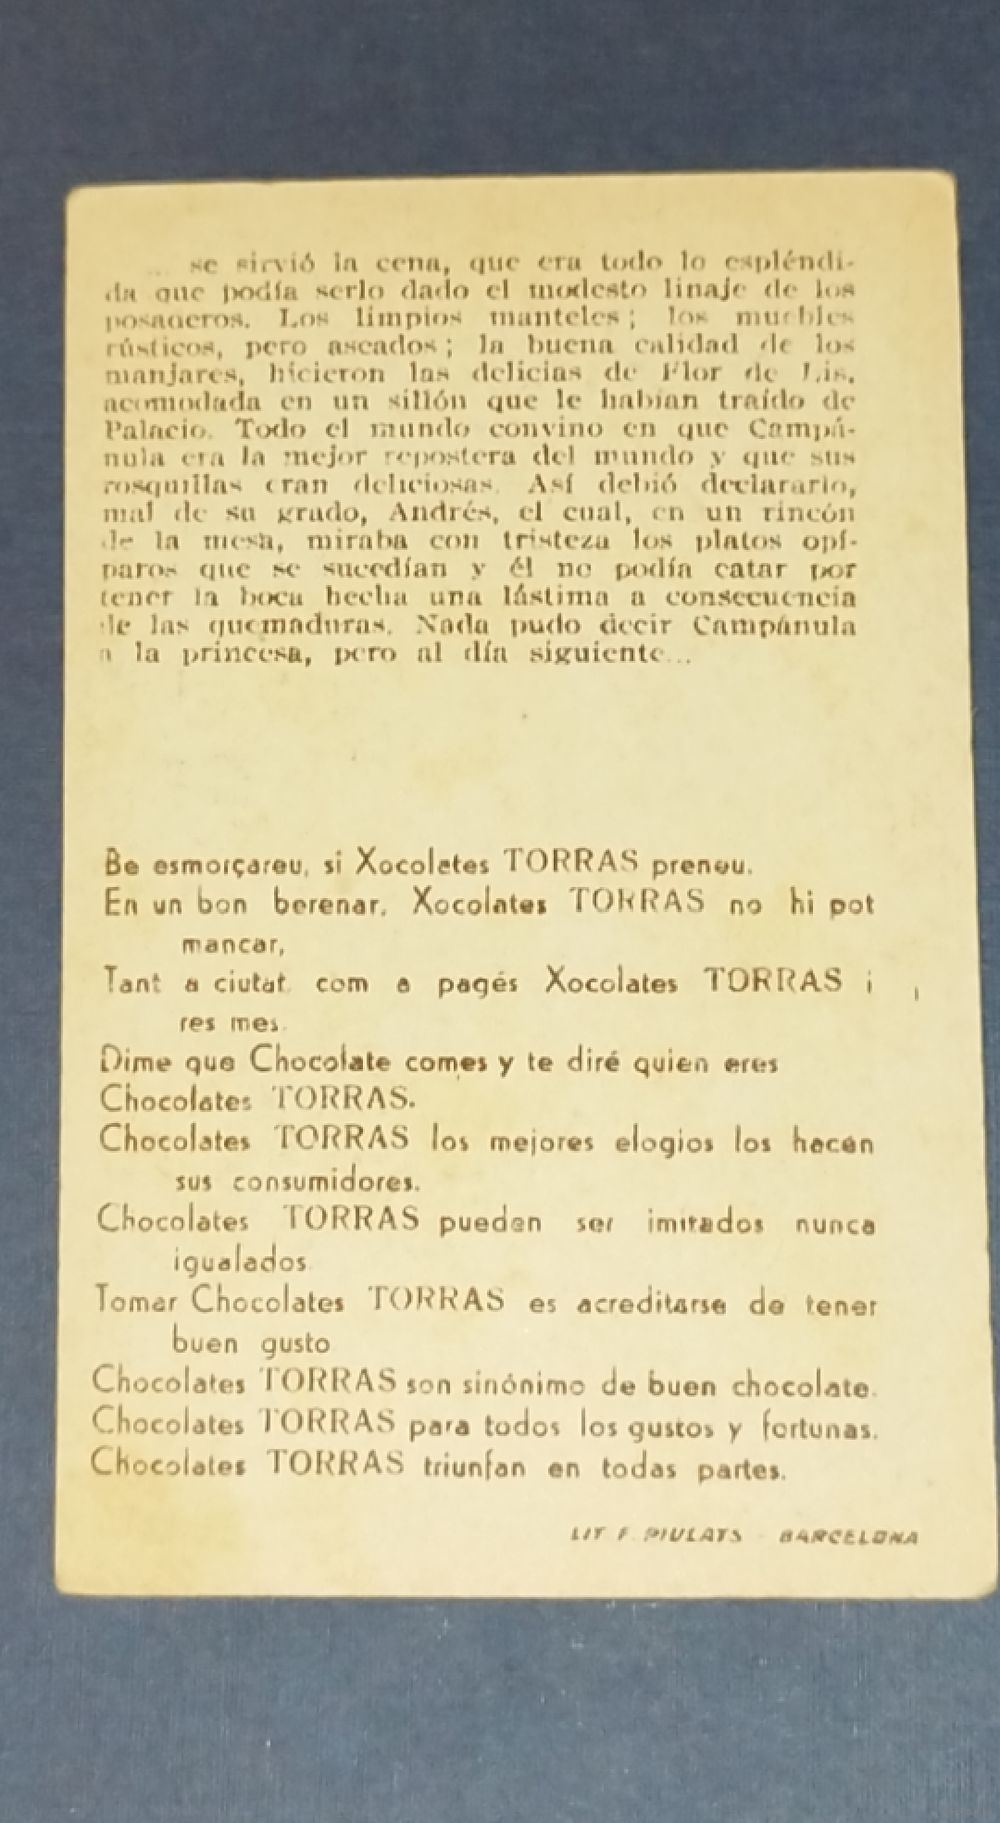 ... se sirvió la cena, que era todo lo espléndi-
da que podía serlo dado el modesto linaje de los
posaderos. Los limpios manteles; los muebles
rústicos, pero aseados; la buena calidad de los
manjares, hicieron las delicias de Flor de Lis,
acomodada en un sillón que le habían traído de
Palacio. Todo el mundo convino en que Campá-
nula era la mejor repostera del mundo y que sus
rosquillas eran deliciosas. Así debió declararlo,
mal de su grado, Andrés, el cual, en un rincón
de la mesa, miraba con tristeza los platos opí-
paros que se sucedían y él no podía catar por
tener la boca hecha una lástima a consecuencia
de las quemaduras. Nada pudo decir Campánula
a la princesa, pero al día siguiente...
Be esmorçareu, si Xocolates TORRAS preneu.
En un bon berenar, Xocolates TORRAS no hi pot
mancar,
Tant a ciutat com a pagés Xocolates TORRAS i
res mes.
Dime que Chocolate comes y te diré quien eres
Chocolates TORRAS.
Chocolates TORRAS los mejores elogios los hacen
sus consumidores.
Chocolates TORRAS pueden ser imitados nunca
igualados.
Tomar Chocolates TORRAS es acreditarse de tener
buen gusto
Chocolates TORRAS son sinónimo de buen chocolate.
Chocolates TORRAS para todos los gustos y fortunas.
Chocolates TORRAS triunfan en todas partes.
LIT. F. PIULATS - BARCELONA